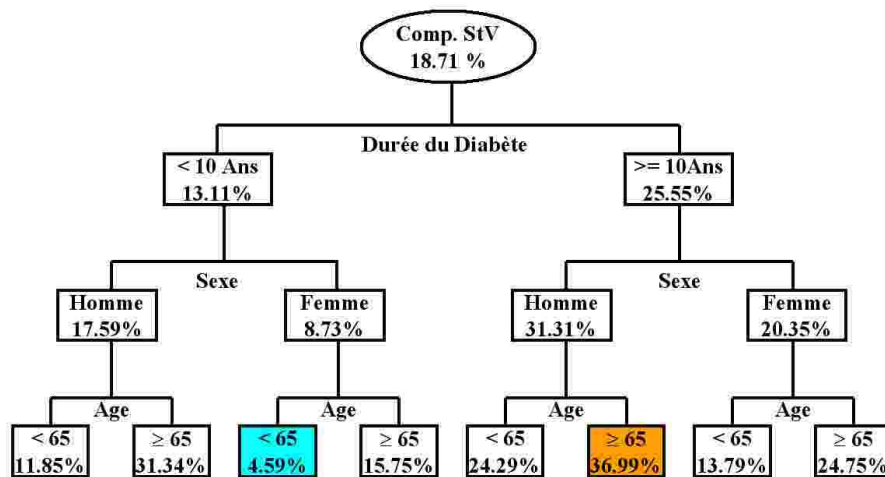 Comp. StV
18.71 %
Durée du Diabète
< 10 Ans
13.11%
>= 10Ans
25.55%
Sexe
Sexe
Homme
17.59%
Femme
8.73%
Homme
31.31%
Femme
20.35%
Age
Age
Age
Age
< 65
11.85%
≥ 65
31.34%
< 65
4.59%
≥ 65
15.75%
< 65
24.29%
≥ 65
36.99%
< 65
13.79%
≥ 65
24.75%